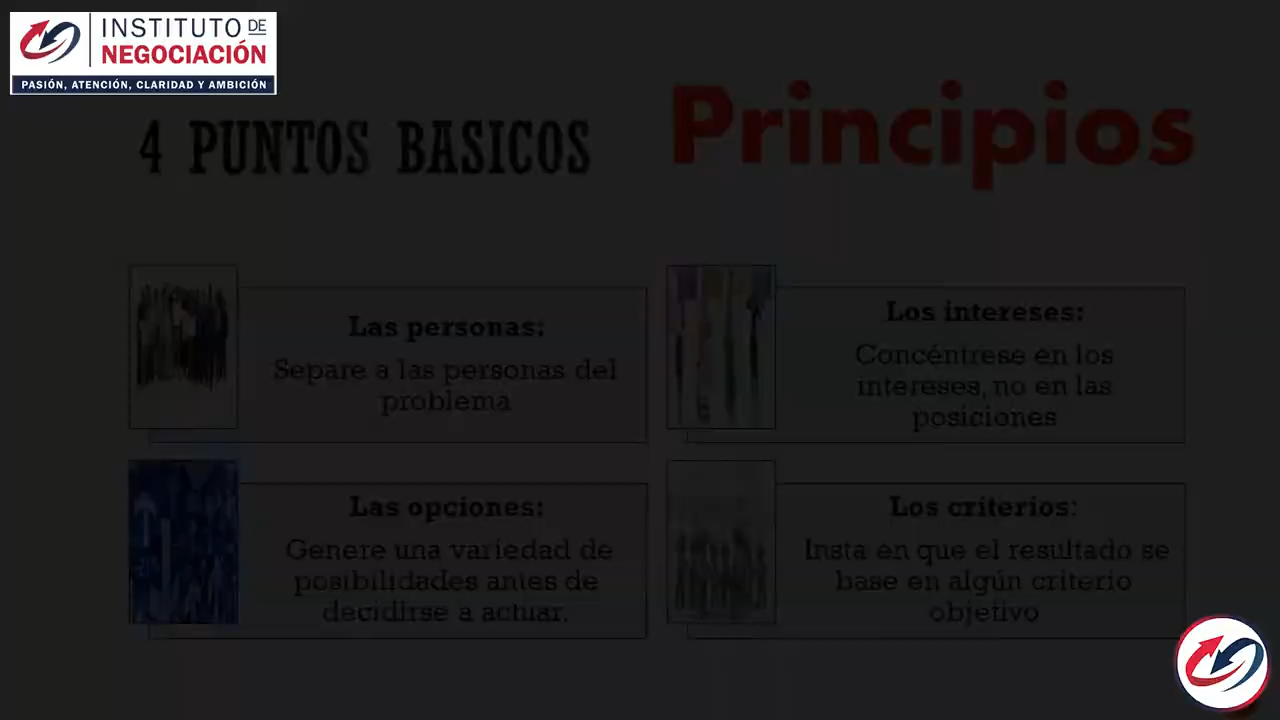 INSTITUTO DE
NEGOCIACIÓN
PASIÓN, ATENCIÓN, CLARIDAD Y AMBICIÓN
4 PUNTOS BASICOS
Principios
Las personas:
Separe a las personas del
problema
Los intereses:
Concéntrese en los
intereses, no en las
posiciones
Las opciones:
Genere una variedad de
posibilidades antes de
decidirse a actuar.
Los criterios:
Insta en que el resultado se
base en algún criterio
objetivo